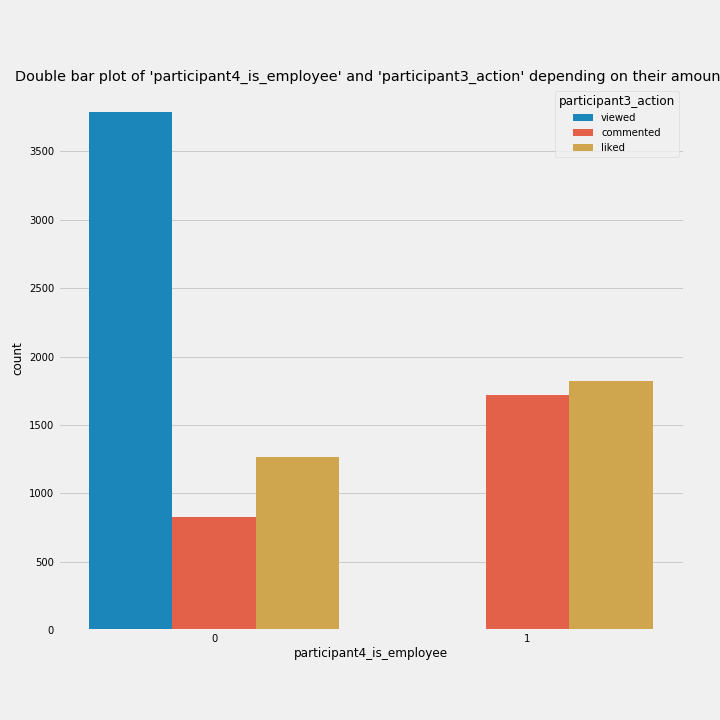 Double bar plot of 'participant4_is_employee' and 'participant3_action' depending on their amoun
participant3_action
viewed
commented
liked
3500
3000
2500
2000
1500
1000
500
0
count
0 1
participant4_is_employee